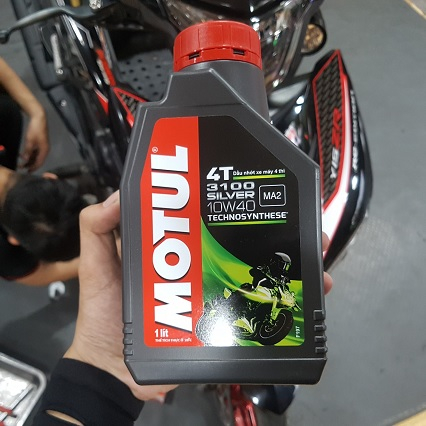 MOTUL®
4T Dầu nhớt xe máy 4 thì
3100
SILVER
10W40
MA2
TECHNOSYNTHESE®
1 lít